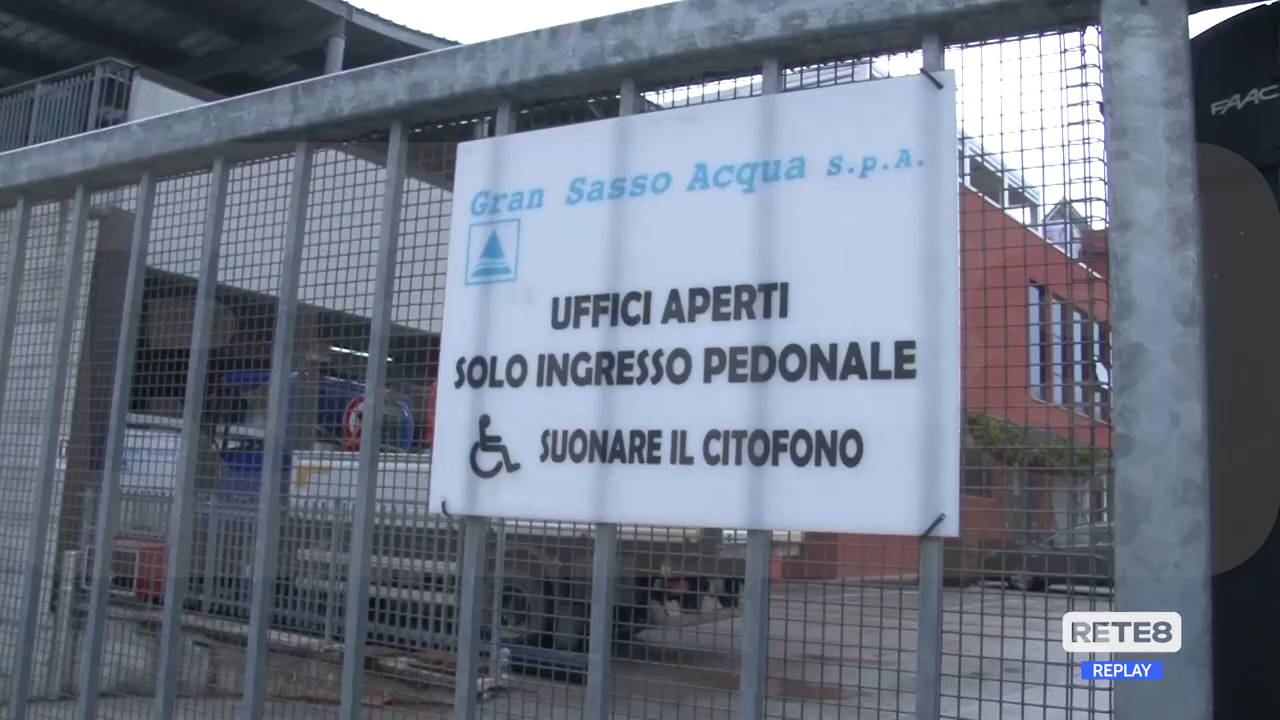 Gran Sasso Acqua s.p.A.
UFFICI APERTI
SOLO INGRESSO PEDONALE
SUONARE IL CITOFONO
FAAC
RETE8
REPLAY